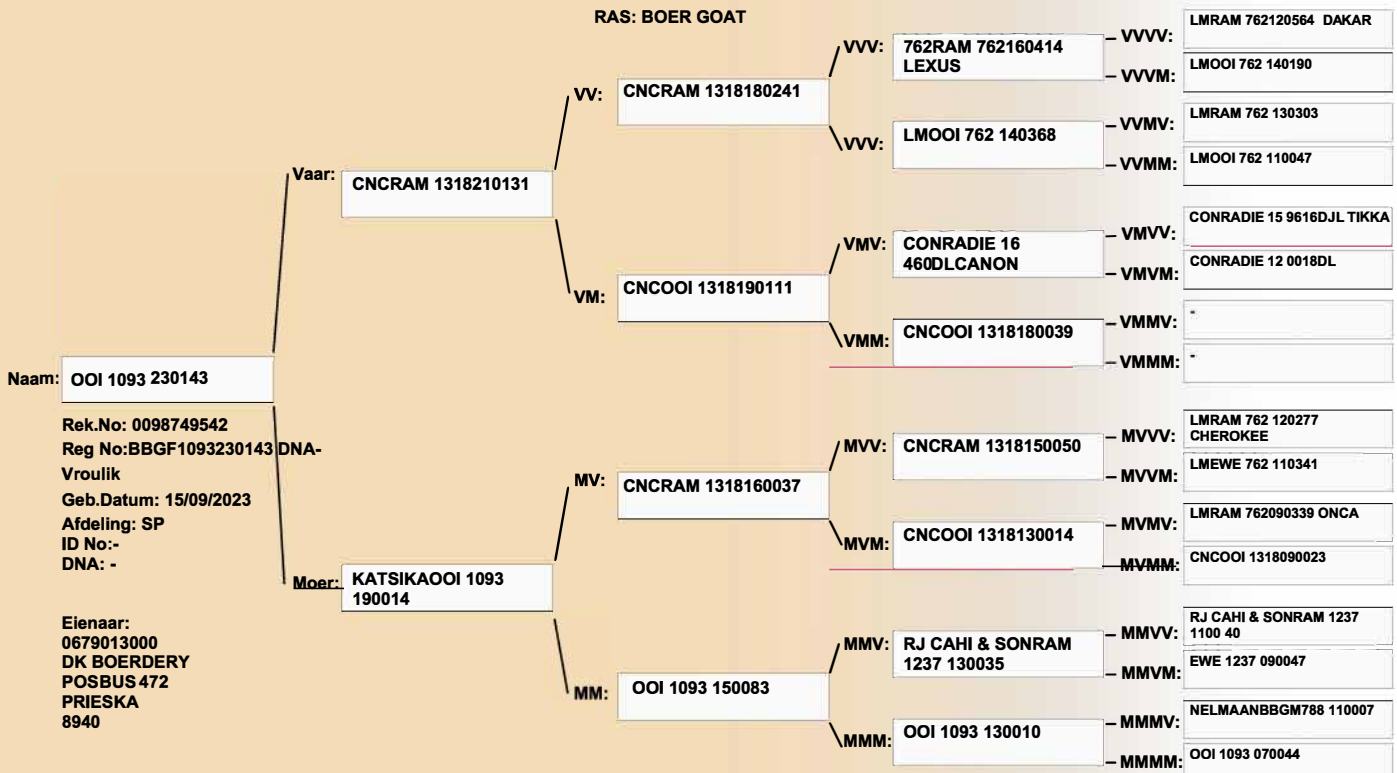 RAS: BOER GOAT
Naam: OOI 1093 230143
Rek.No: 0098749542
Reg No:BBGF1093230143 DNA-
Vroulik
Geb.Datum: 15/09/2023
Afdeling: SP
ID No:-
DNA: -
Eienaar:
0679013000
DK BOERDERY
POSBUS 472
PRIESKA
8940
Vaar: CNCRAM 1318210131
Moer: KATSIKAOOI 1093
190014
VV: CNCRAM 1318180241
VM: CNCOOI 1318190111
MV: CNCRAM 1318160037
MM: OOI 1093 150083
VVV: 762RAM 762160414
LEXUS
VVV: LMOOI 762 140368
VMV: CONRADIE 16
460DLCANON
VMM: CNCOOI 1318180039
MVV: CNCRAM 1318150050
MVM: CNCOOI 1318130014
MMV: RJ CAHI & SONRAM
1237 130035
MMM: OOI 1093 130010
VVVV: LMRAM 762120564 DAKAR
VVVM: LMOOI 762 140190
VVMV: LMRAM 762 130303
VVMM: LMOOI 762 110047
VMVV: CONRADIE 15 9616DJL TIKKA
VMVM: CONRADIE 12 0018DL
VMMV: -
VMMM: -
MVVV: LMRAM 762 120277
CHEROKEE
MVVM: LMEWE 762 110341
MVMV: LMRAM 762090339 ONCA
MVMM: CNCOOI 1318090023
MMVV: RJ CAHI & SONRAM 1237
1100 40
MMVM: EWE 1237 090047
MMMV: NELMAANBBGM788 110007
MMMM: OOI 1093 070044